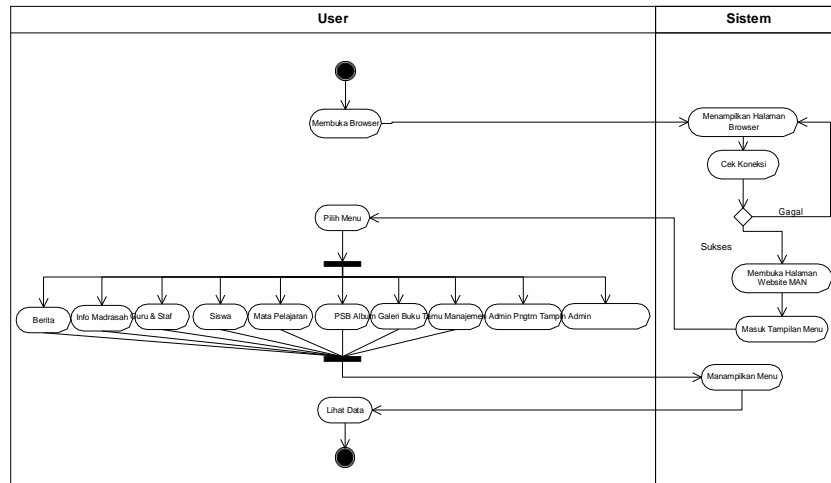 User
Sistem
Membuka Browser
Menampilkan Halaman
Browser
Cek Koneksi
Gagal
Pilih Menu
Sukses
Membuka Halaman
Website MAN
Berita
Info Madrasah
Guru & Staf
Siswa
Mata Pelajaran
PSB Album
Galeri Buku
Tamu Manajemen
Admin Pngtrn
Tampln Admin
Masuk Tampilan Menu
Manampilkan Menu
Lihat Data